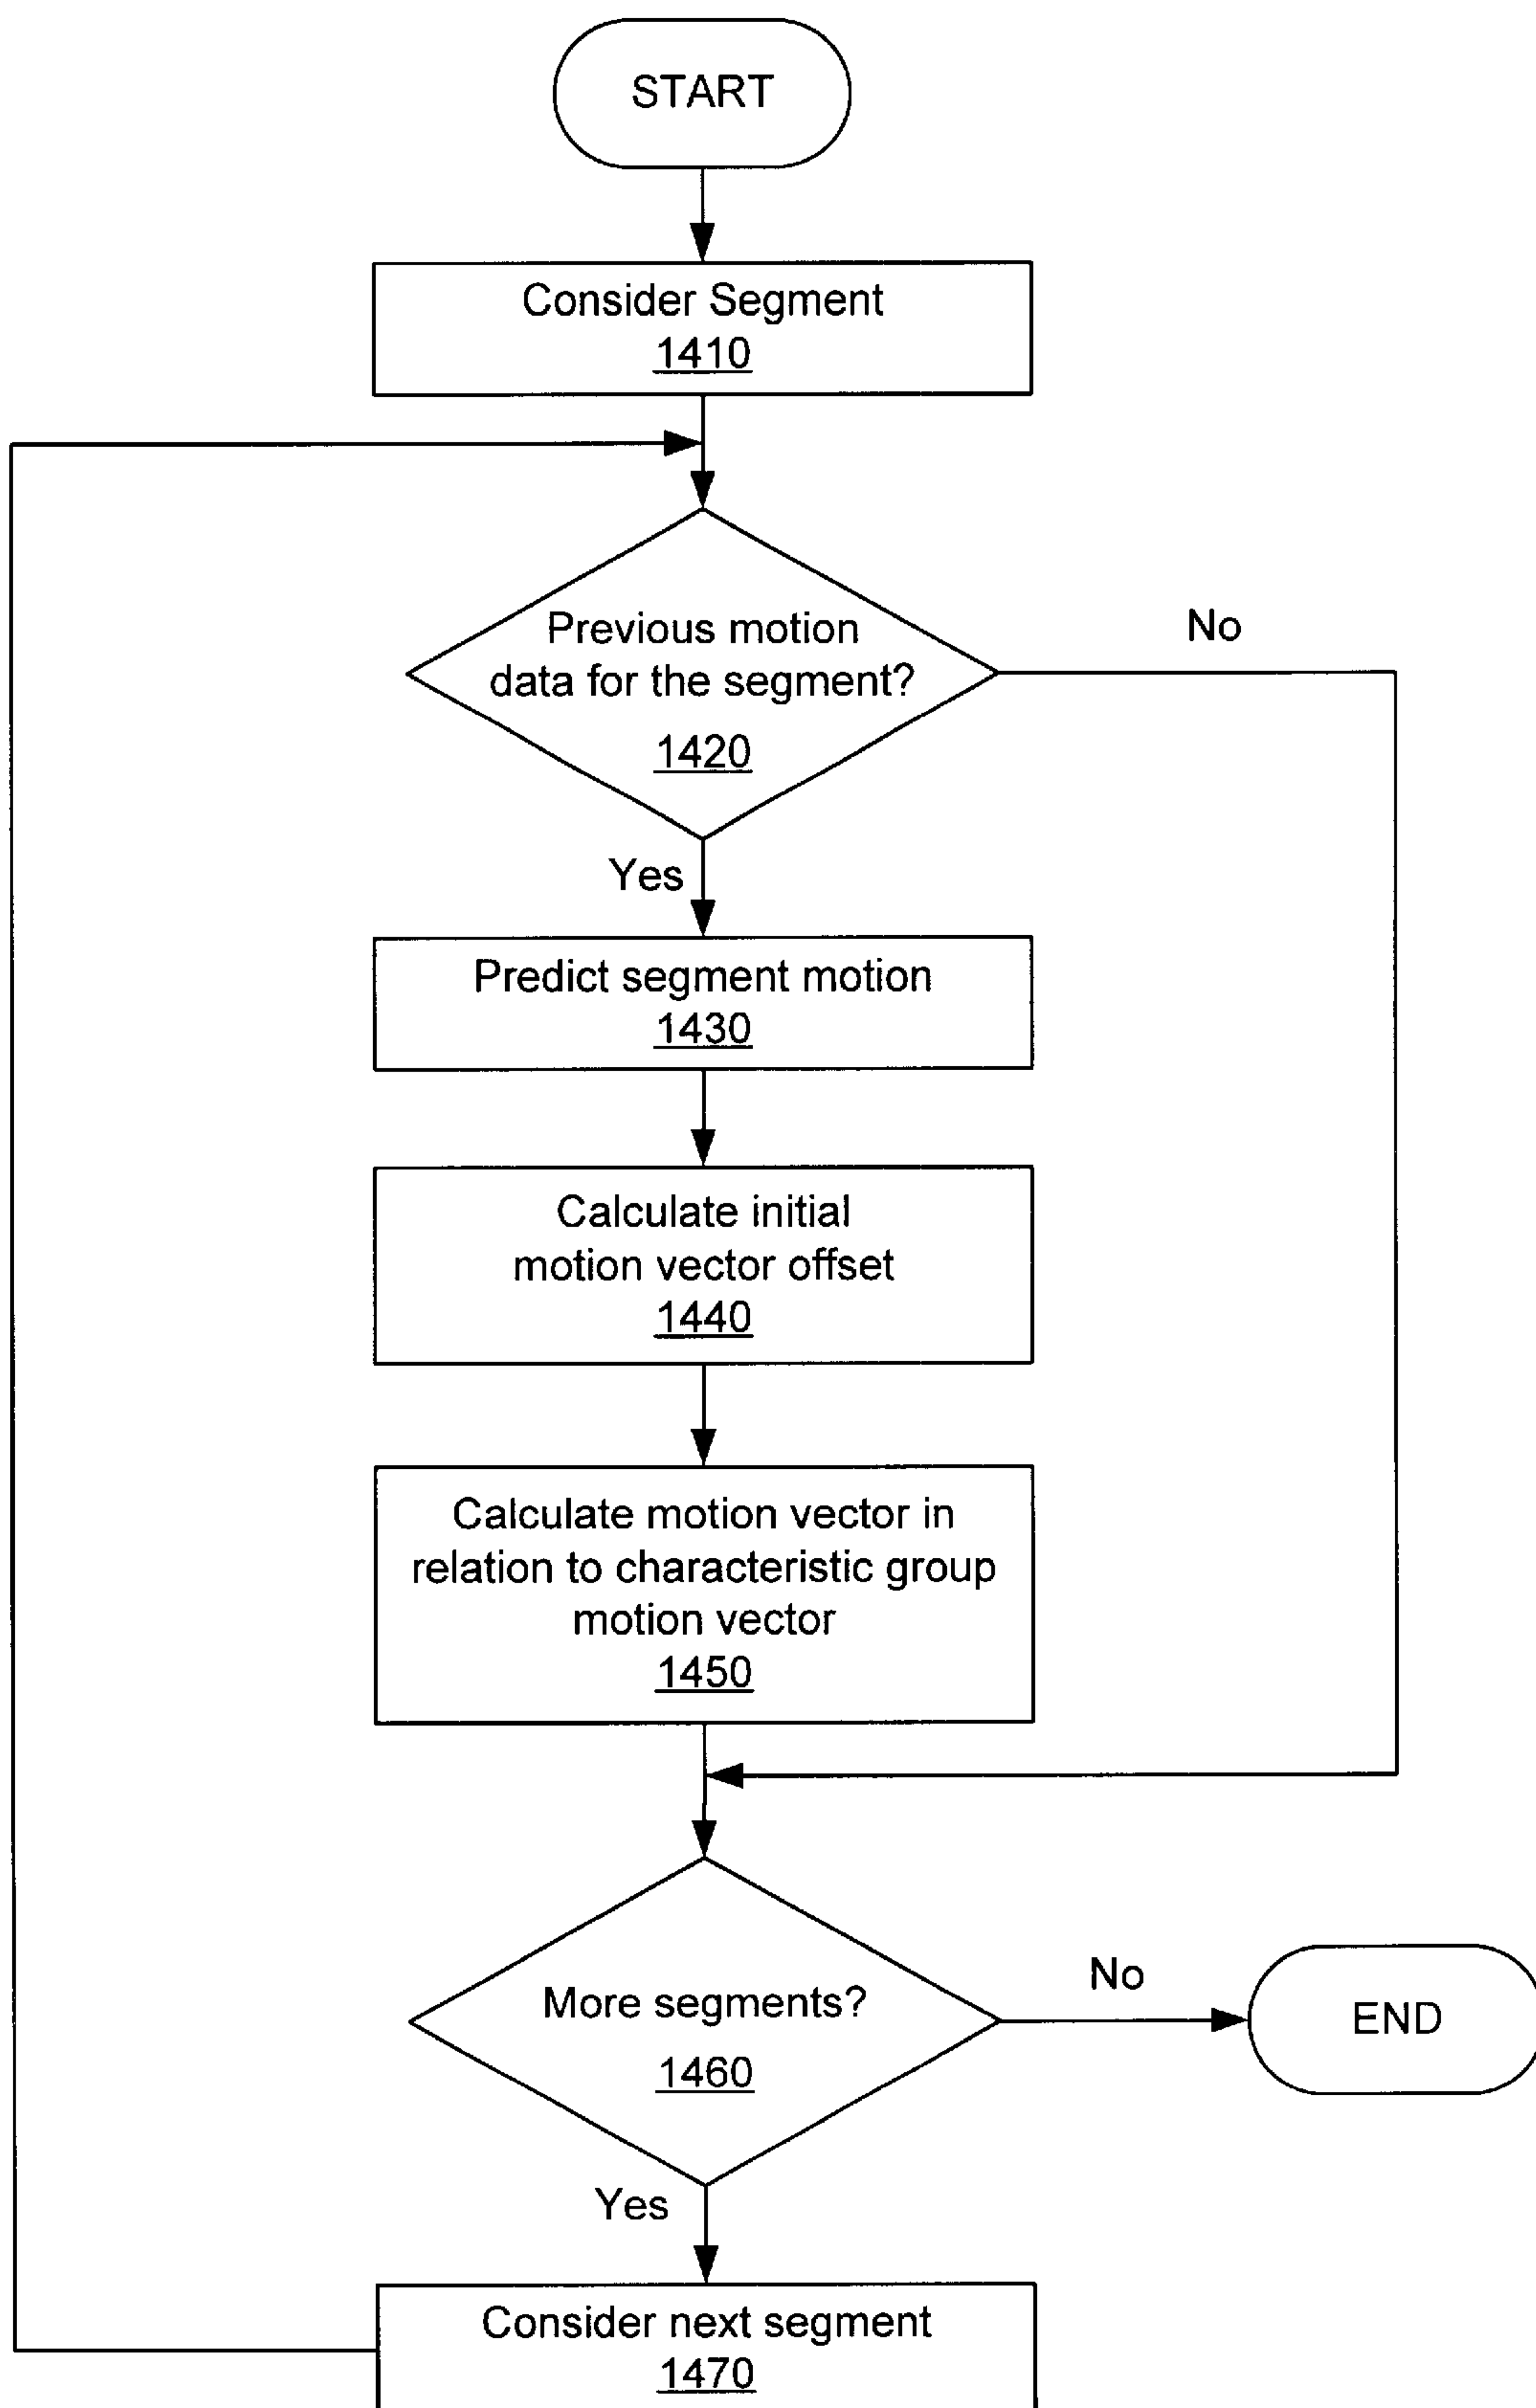 START
Consider Segment
1410
No
Previous motion
data for the segment?
1420
Yes
Predict segment motion
1430
Calculate initial
motion vector offset
1440
Calculate motion vector in
relation to characteristic group
motion vector
1450
More segments?
1460
No
END
Yes
Consider next segment
1470